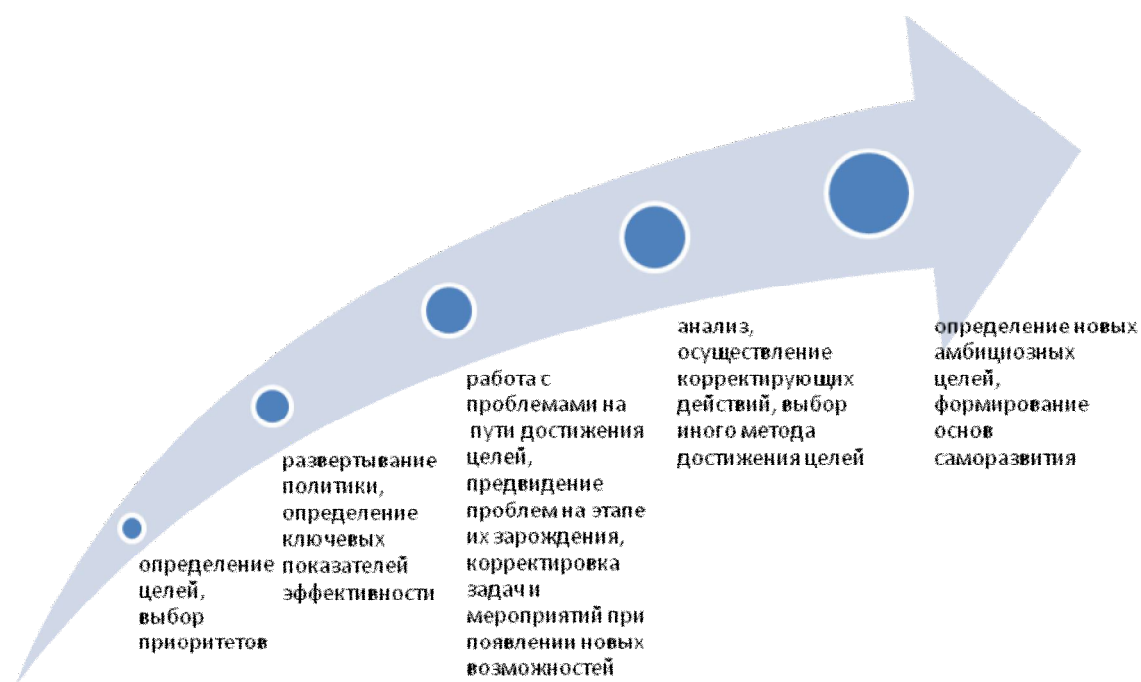 определение
целей,
выбор
приоритетов
развертывание
политики,
определение
ключевых
показателей
эффективности
работа с
проблемами на
пути достижения
целей,
предвидение
проблем на этапе
их зарождения,
корректировка
задач и
мероприятий при
появлении новых
возможностей
анализ,
осуществление
корректирующих
действий, выбор
иного метода
достижения целей
определение новых
амбициозных
целей,
формирование
основ
саморазвития